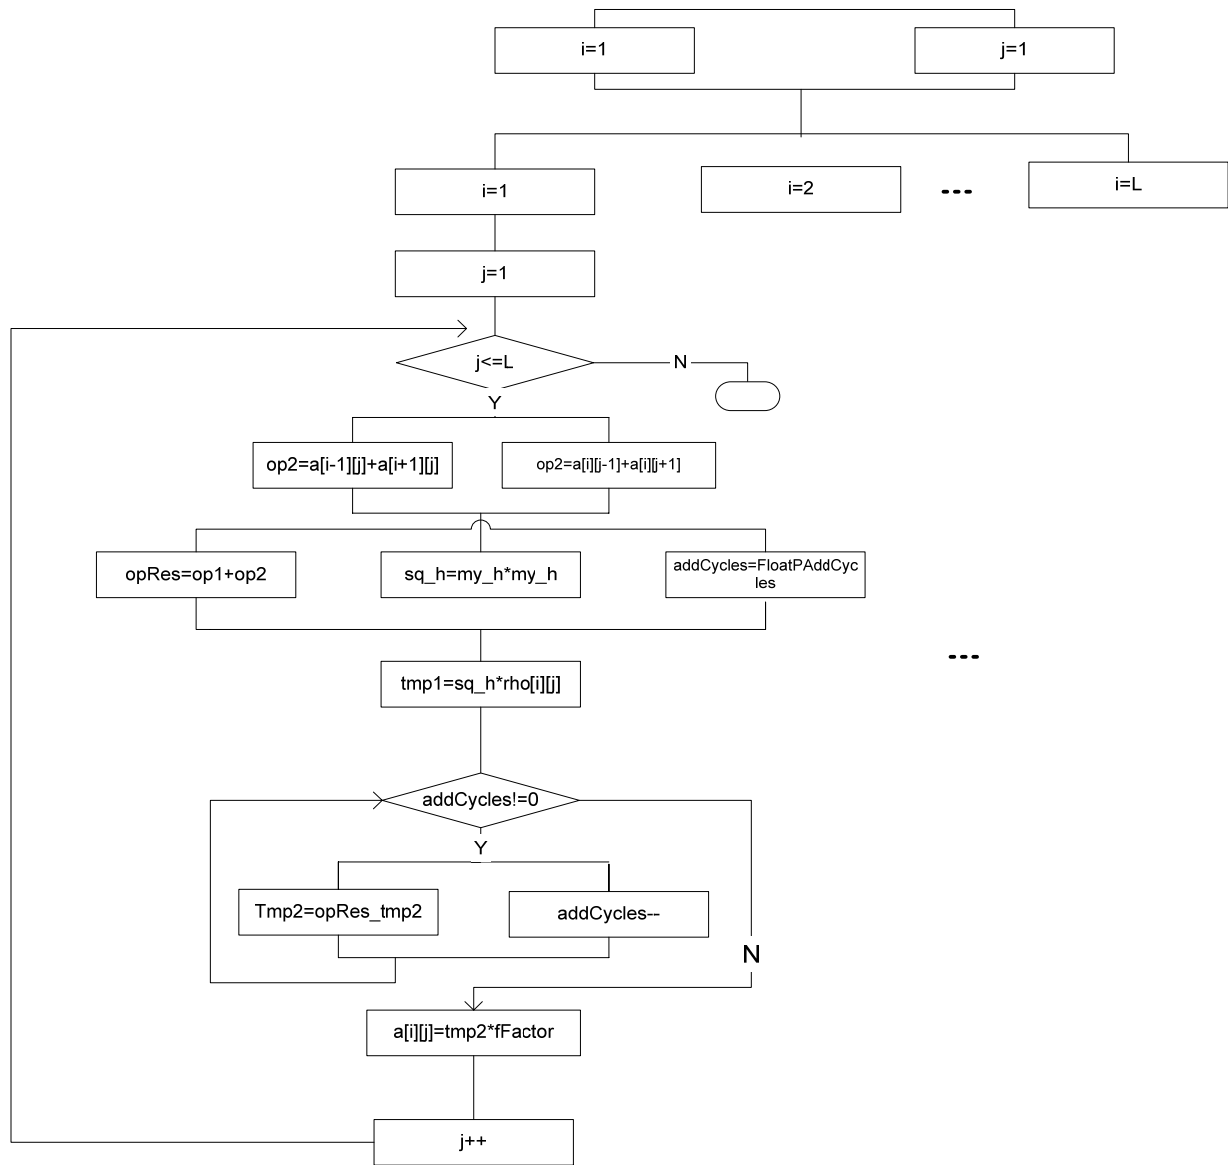 i=1
j=1
i=1
i=2
---
i=L
j=1
j<=L
N
Y
op2=a[i-1][j]+a[i+1][j]
op2=a[i][j-1]+a[i][j+1]
opRes=op1+op2
sq_h=my_h*my_h
addCycles=FloatPAddCyc
les
---
tmp1=sq_h*rho[i][j]
addCycles!=0
Y
Tmp2=opRes_tmp2
addCycles--
N
a[i][j]=tmp2*fFactor
j++